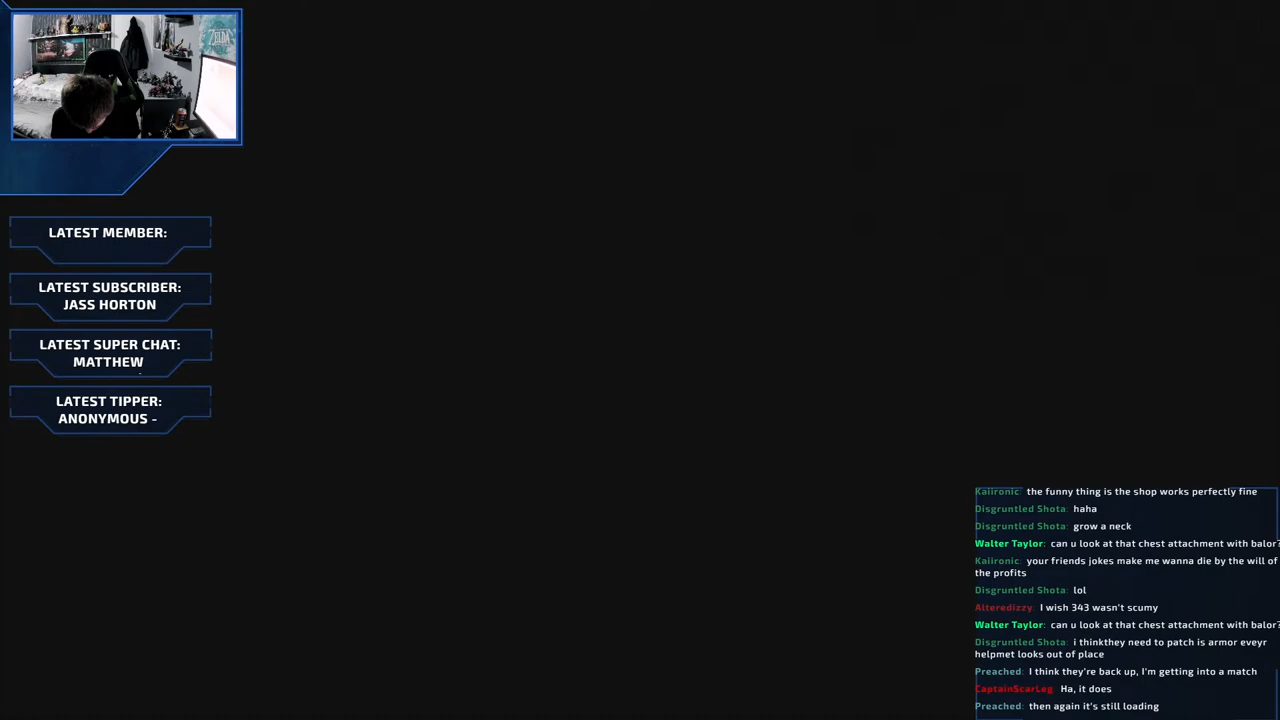 ZELDA
LATEST MEMBER:
LATEST SUBSCRIBER:
JASS HORTON
LATEST SUPER CHAT:
MATTHEW
LATEST TIPPER:
ANONYMOUS -
Kaiironic: the funny thing is the shop works perfectly fine
Disgruntled Shota: haha
Disgruntled Shota: grow a neck
Walter Taylor: can u look at that chest attachment with balor?
Kaiironic: your friends jokes make me wanna die by the will of
the profits
Disgruntled Shota: lol
Alteredizzy: I wish 343 wasn't scumy
Walter Taylor: can u look at that chest attachment with balor?
Disgruntled Shota: i thinkthey need to patch is armor eveyr
helpmet looks out of place
Preached: I think they're back up, I'm getting into a match
CaptainScarLeg: Ha, it does
Preached: then again it's still loading